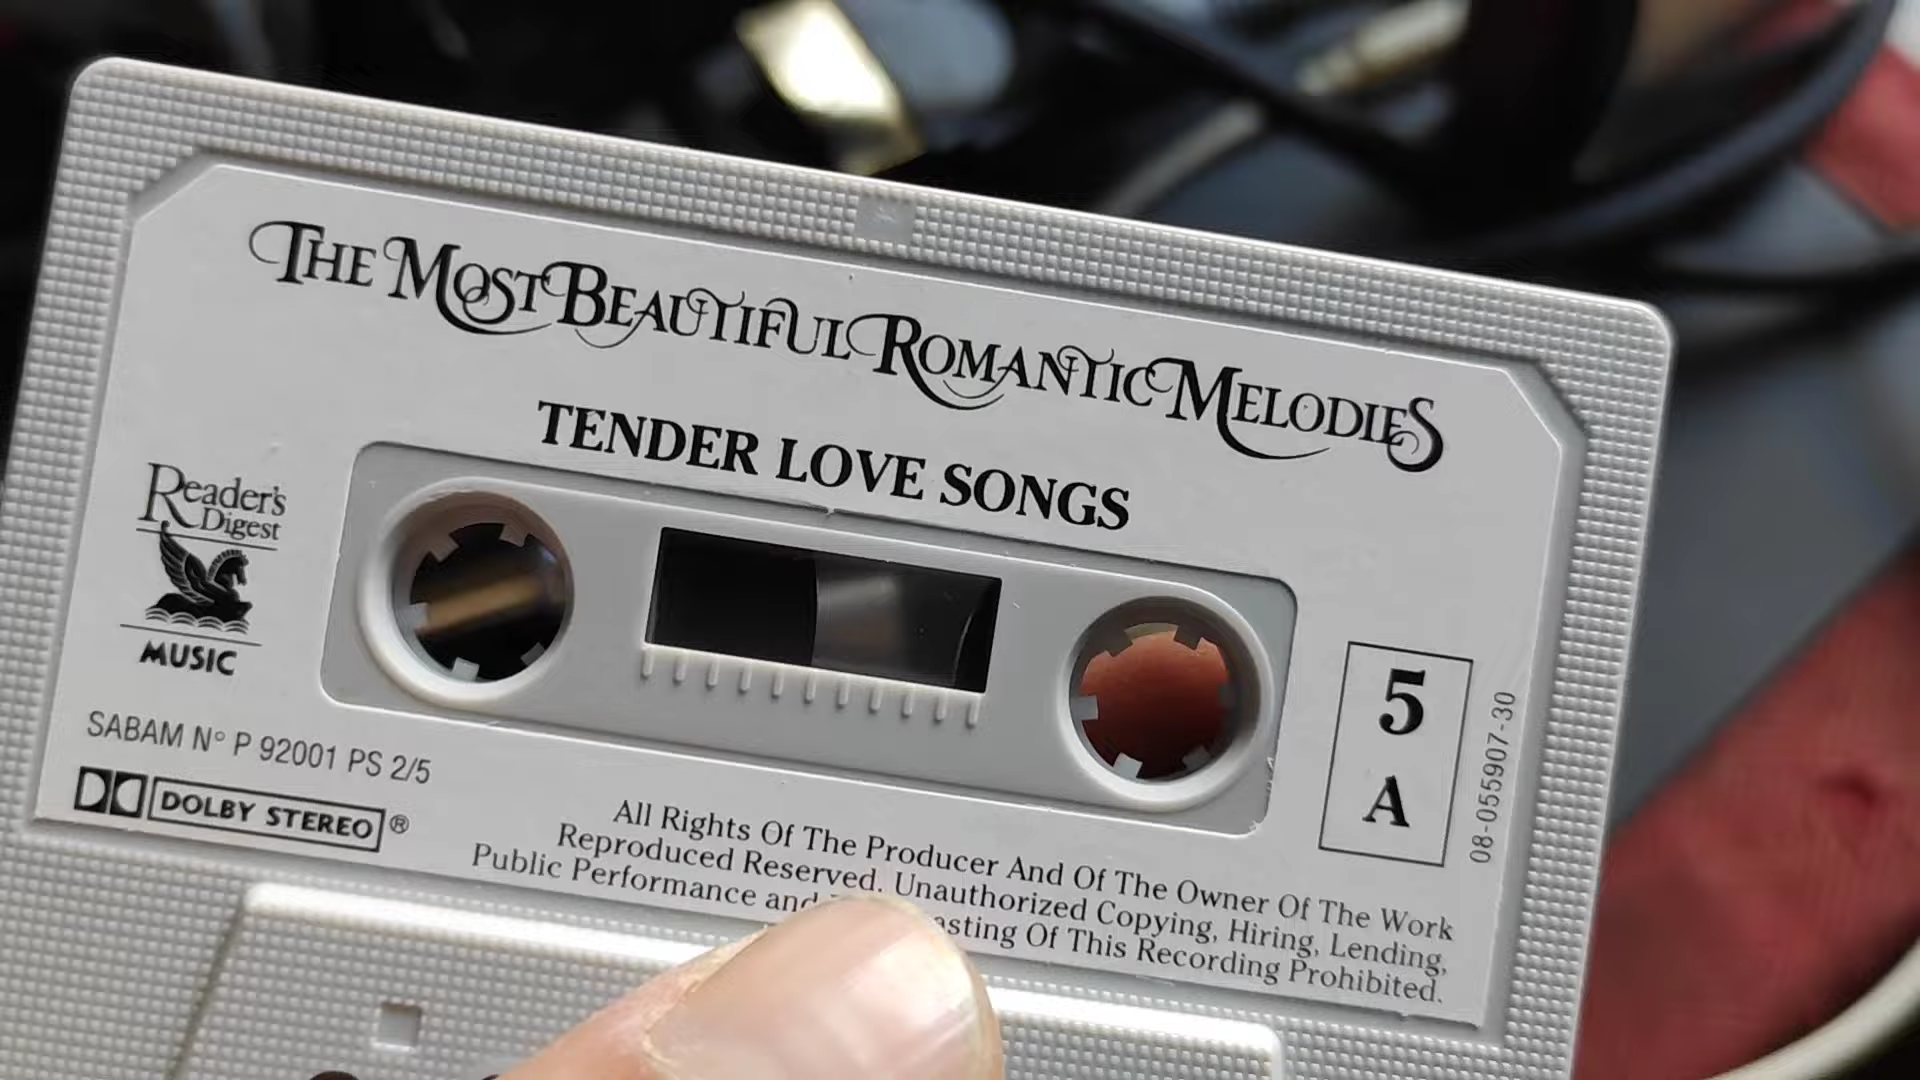 THE MOST BEAUTIFUL ROMANTIC MELODIES
TENDER LOVE SONGS
Reader's
Digest
MUSIC
5
A
08-055907-30
SABAM N° P 92001 PS 2/5
DOLBY STEREO ®
All Rights Of The Producer And Of The Owner Of The Work
Reproduced Reserved. Unauthorized Copying, Hiring, Lending,
Public Performance and asting Of This Recording Prohibited.